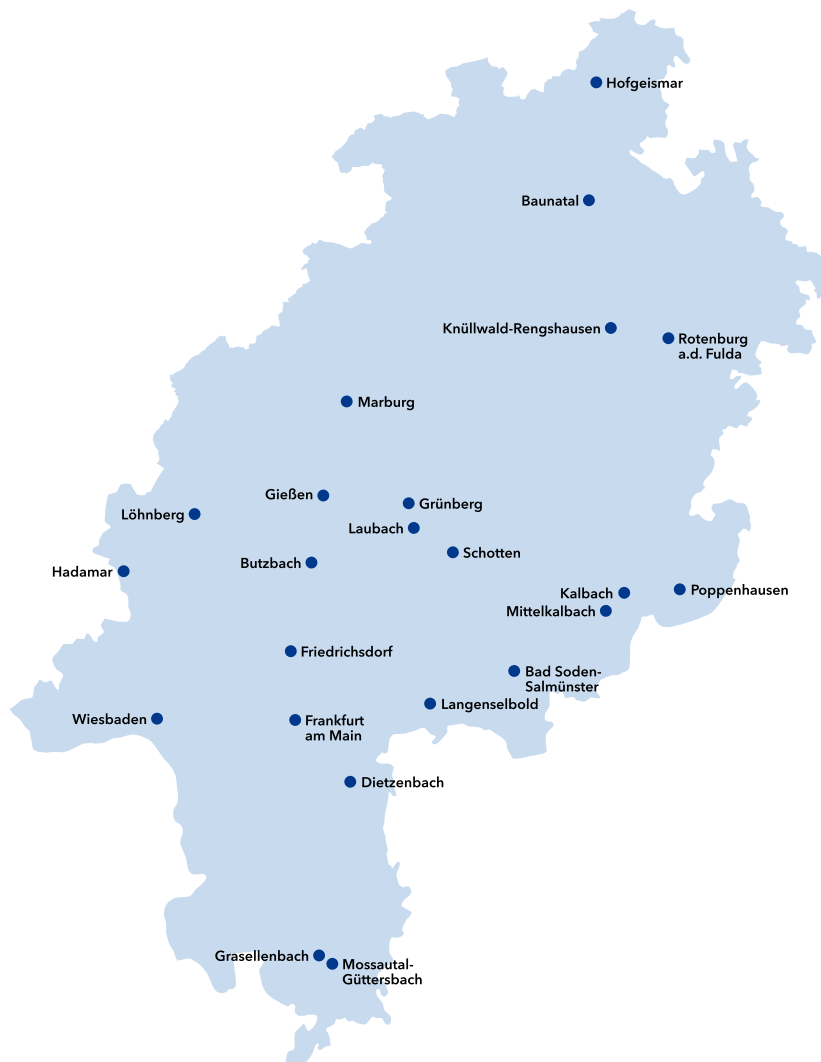 Hofgeismar
Baunatal
Knüllwald-Rengshausen
Rotenburg
a.d. Fulda
Marburg
Gießen
Grünberg
Löhnberg
Laubach
Schotten
Butzbach
Hadamar
Kalbach
Poppenhausen
Mittelkalbach
Friedrichsdorf
Bad Soden-
Salmünster
Langenselbold
Wiesbaden
Frankfurt
am Main
Dietzenbach
Grasellenbach
Mossautal-
Güttersbach